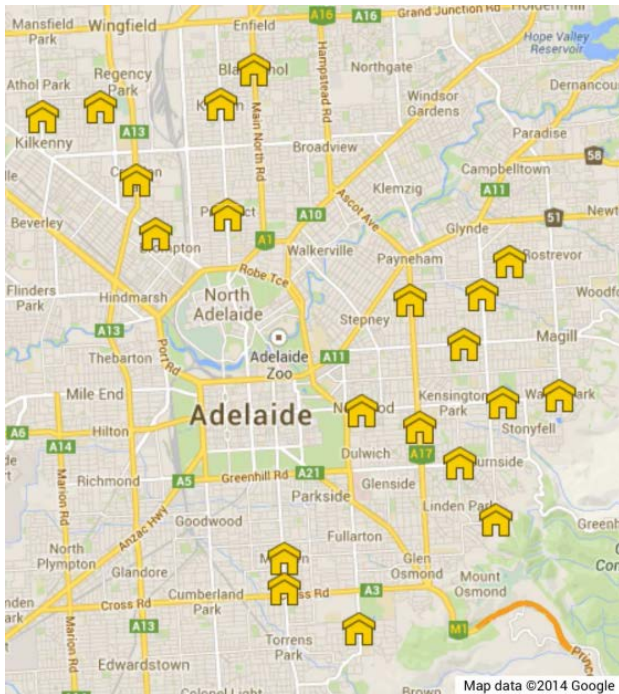 Mansfield
Park
Wingfield
Enfield
A16
A16
Grand Junction Rd
Holden Hill
Hope Valley
Reservoir
Regency
Park
Hampstead Rd
Northgate
Athol Park
Windsor
Gardens
Dernancourt
Kilkenny
A13
Main North Rd
Broadview
Paradise
58
Campbelltown
Klemzig
A11
Ascot Ave
51
Beverley
A10
Glynde
A1
Walkerville
Payneham
Rostrevor
Robe Tce
Flinders
Park
Hindmarsh
North
Adelaide
Stepney
A13
Thebarton
Port Rd
Adelaide
Zoo
A11
Magill
Mile End
Kensington
Park
Adelaide
A6
Hilton
A14
Stonyfell
Dulwich
A17
Richmond
A5
Greenhill Rd
A21
Glenside
Marion Rd
Parkside
Linden Park
Anzac Hwy
Goodwood
Fullarton
North
Plympton
Glandore
Glen
Osmond
Mount
Osmond
Cumberland
Park
A3
Cross Rd
A13
Marion Rd
Torrens
Park
M1
Edwardstown
Map data ©2014 Google